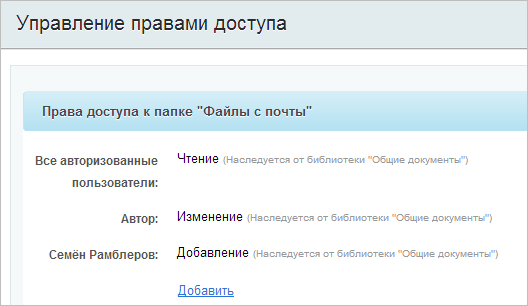 Управление правами доступа
Права доступа к папке "Файлы с почты"
Все авторизованные Чтение (Наследуется от библиотеки "Общие документы")
пользователи:
Автор: Изменение (Наследуется от библиотеки "Общие документы")
Семён Рамблеров: Добавление (Наследуется от библиотеки "Общие документы")
Добавить